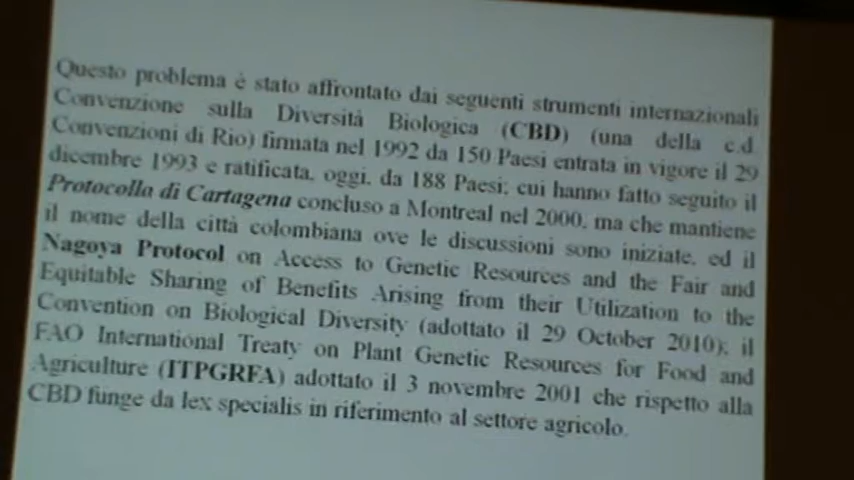 Questo problema è stato affrontato dai seguenti strumenti internazionali
Convenzione sulla Diversità Biologica (CBD) (una della c.d.
Convenzioni di Rio) firmata nel 1992 da 150 Paesi entrata in vigore il 29
dicembre 1993 e ratificata, oggi, da 188 Paesi; cui hanno fatto seguito il
Protocolla di Cartagena concluso a Montreal nel 2000, ma che mantiene
il nome della città colombiana ove le discussioni sono iniziate, ed il
Nagoya Protocol on Access to Genetic Resources and the Fair and
Equitable Sharing of Benefits Arising from their Utilization to the
Convention on Biological Diversity (adottato il 29 October 2010); il
FAO International Treaty on Plant Genetic Resources for Food and
Agriculture (ITPGRFA) adottato il 3 novembre 2001 che rispetto alla
CBD funge da lex specialis in riferimento al settore agricolo.